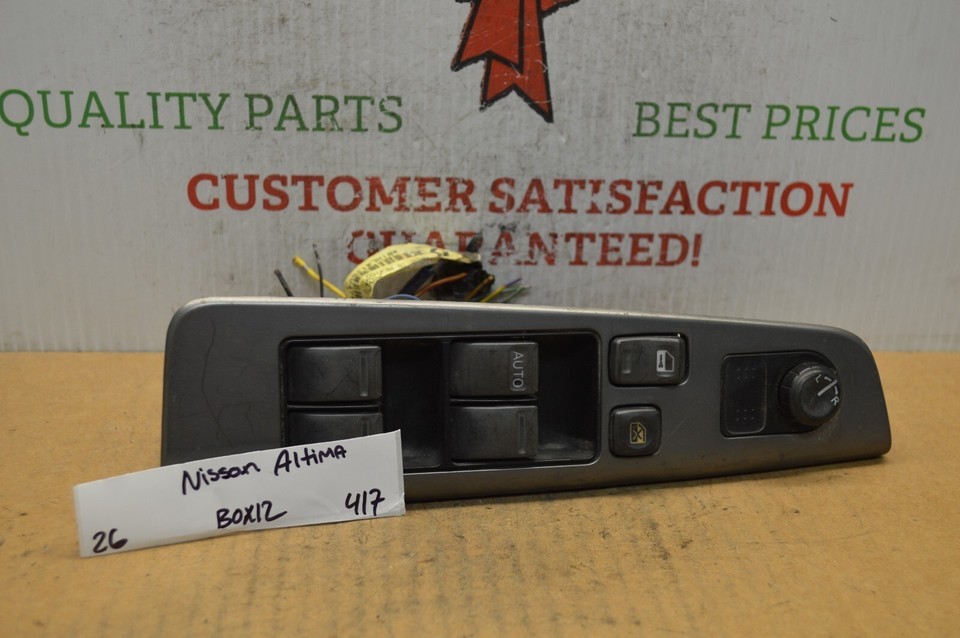 QUALITY PARTS
BEST PRICES
CUSTOMER SATISFACTION
GUARANTEED!
AUTO
L
R
Nissan Altima
BOX12
417
26